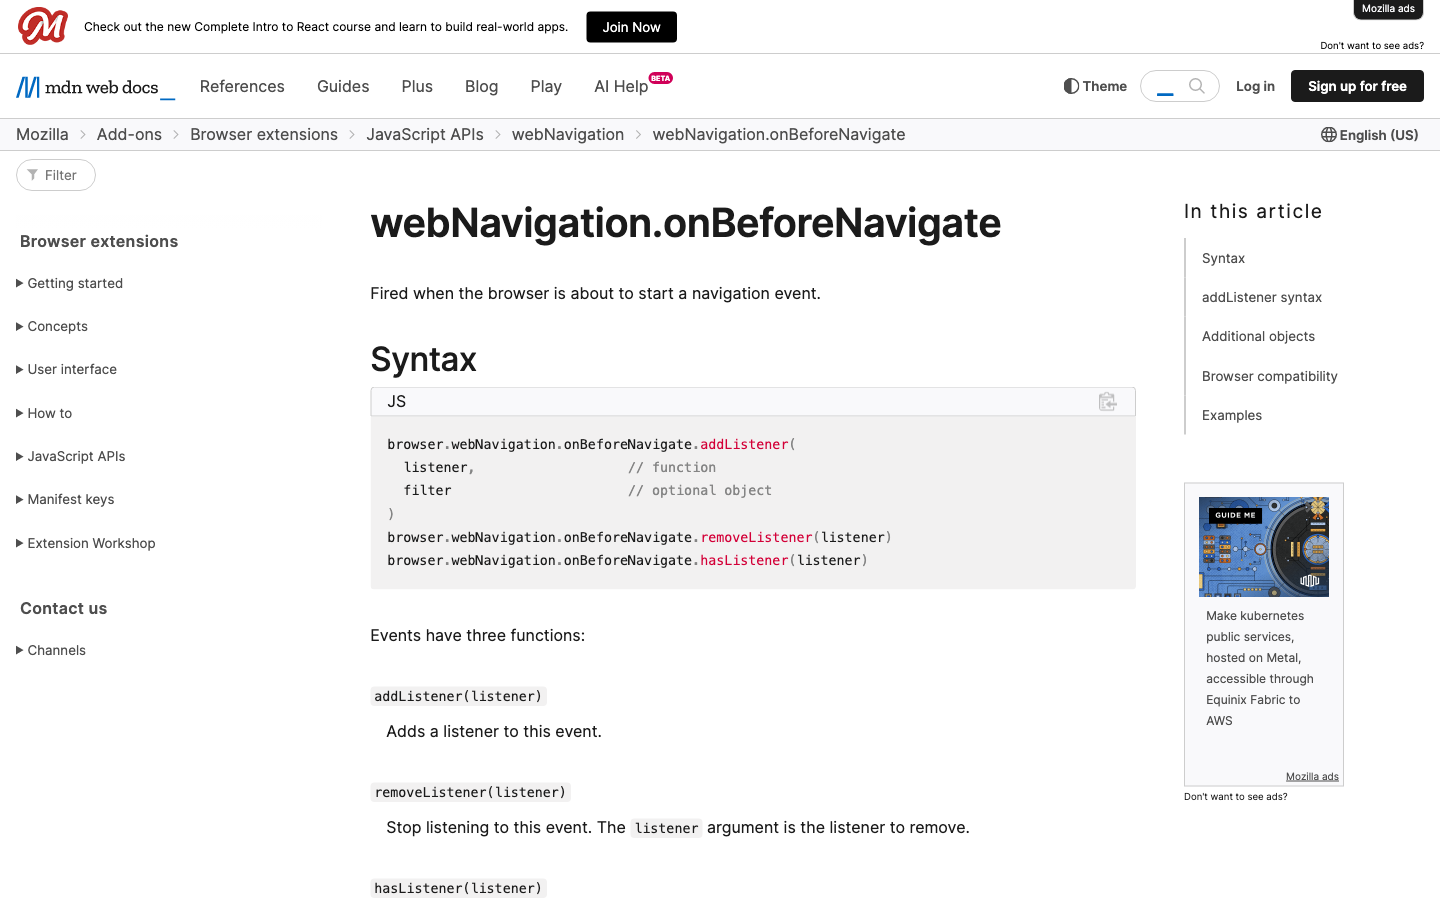 Check out the new Complete Intro to React course and learn to build real-world apps.
Join Now
Mozilla ads
Don't want to see ads?
mdn web docs_
References
Guides
Plus
Blog
Play
AI Help BETA
Theme
Log in
Sign up for free
Mozilla
Add-ons
Browser extensions
JavaScript APIs
webNavigation
webNavigation.onBeforeNavigate
English (US)
Filter
Browser extensions
Getting started
Concepts
User interface
How to
JavaScript APIs
Manifest keys
Extension Workshop
Contact us
Channels
webNavigation.onBeforeNavigate
Fired when the browser is about to start a navigation event.
Syntax
JS
browser.webNavigation.onBeforeNavigate.addListener(
listener, // function
filter // optional object
)
browser.webNavigation.onBeforeNavigate.removeListener(listener)
browser.webNavigation.onBeforeNavigate.hasListener(listener)
Events have three functions:
addListener(listener)
Adds a listener to this event.
removeListener(listener)
Stop listening to this event. The listener argument is the listener to remove.
hasListener(listener)
In this article
Syntax
addListener syntax
Additional objects
Browser compatibility
Examples
GUIDE ME
Make kubernetes
public services,
hosted on Metal,
accessible through
Equinix Fabric to
AWS
Mozilla ads
Don't want to see ads?